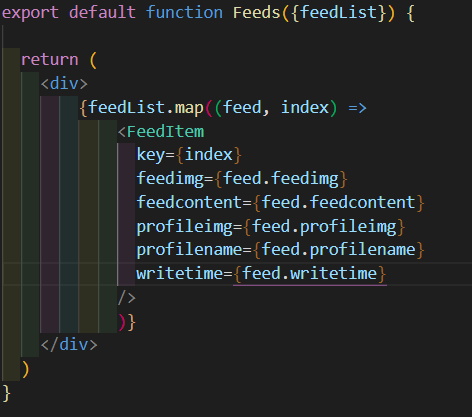 export default function Feeds({feedList}) {
return (
<div>
{feedList.map((feed, index) =>
<FeedItem
key={index}
feedimg={feed.feedimg}
feedcontent={feed.feedcontent}
profileimg={feed.profileimg}
profilename={feed.profilename}
writetime={feed.writetime}
/>
)}
</div>
)
}